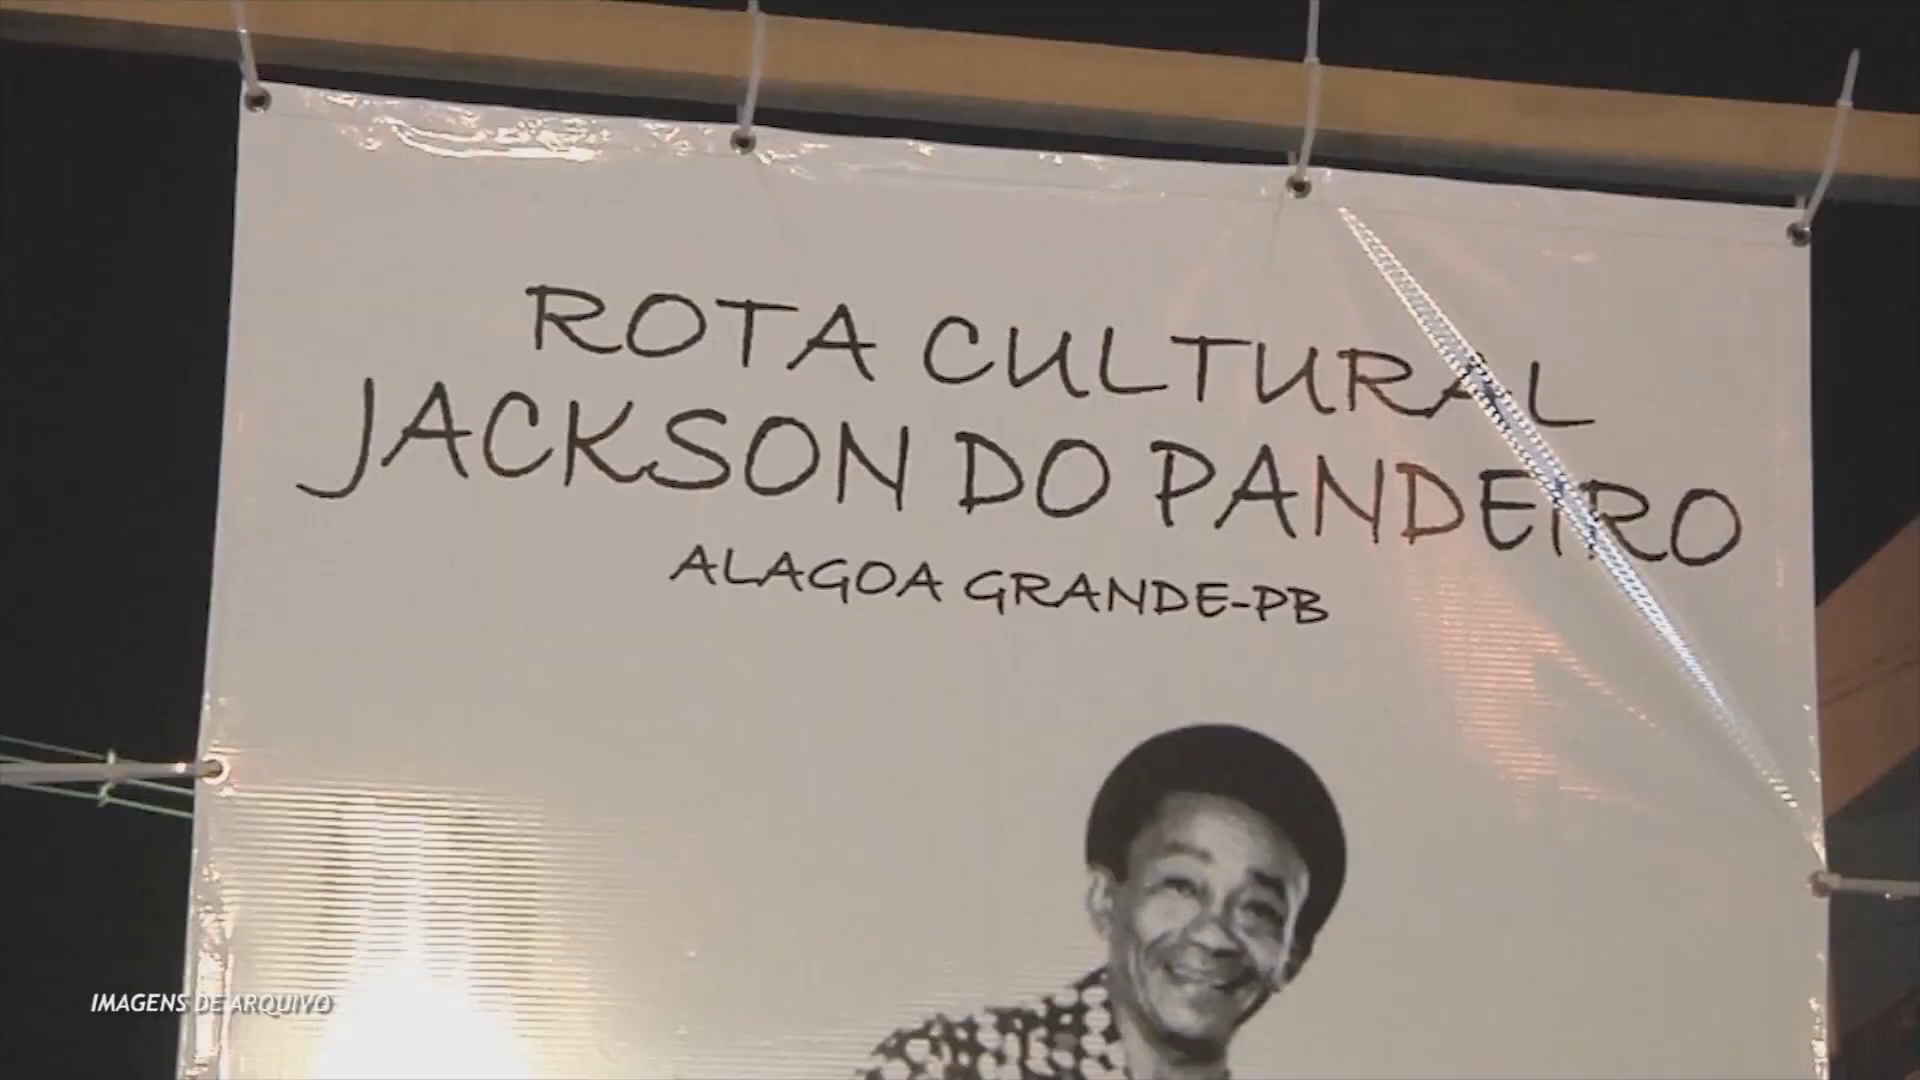 ROTA CULTURAL
JACKSON DO PANDEIRO
ALAGOA GRANDE-PB
IMAGENS DE ARQUIVO